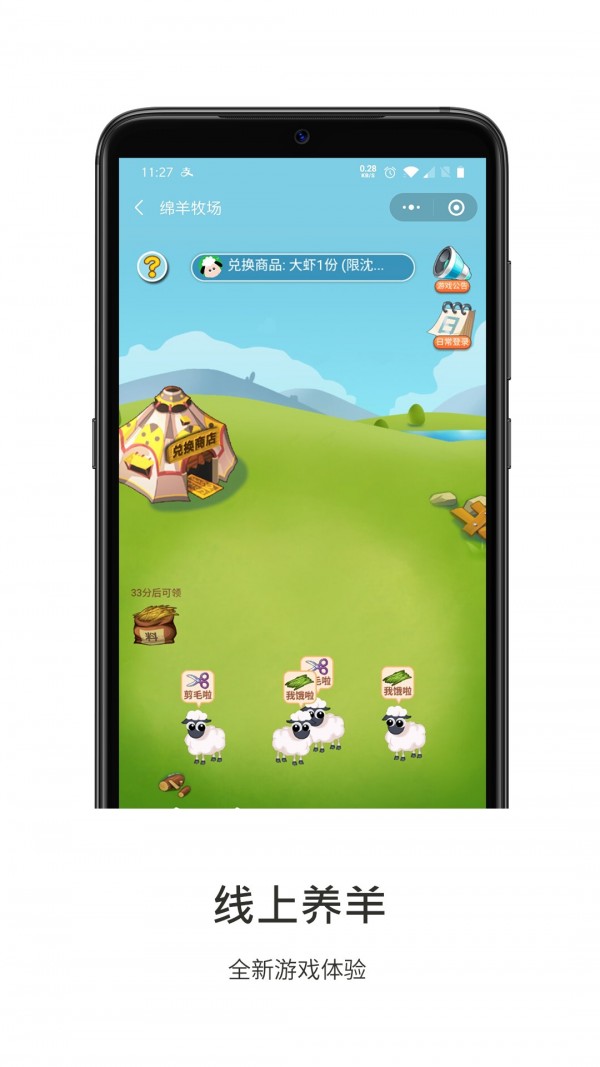 11:27
0.28
KB/S
绵羊牧场
兑换商品: 大虾1份 (限沈...
游戏公告
日常登录
兑换商店
33分后可领
料
剪毛啦
我饿啦
毛啦
我饿啦
线上养羊
全新游戏体验